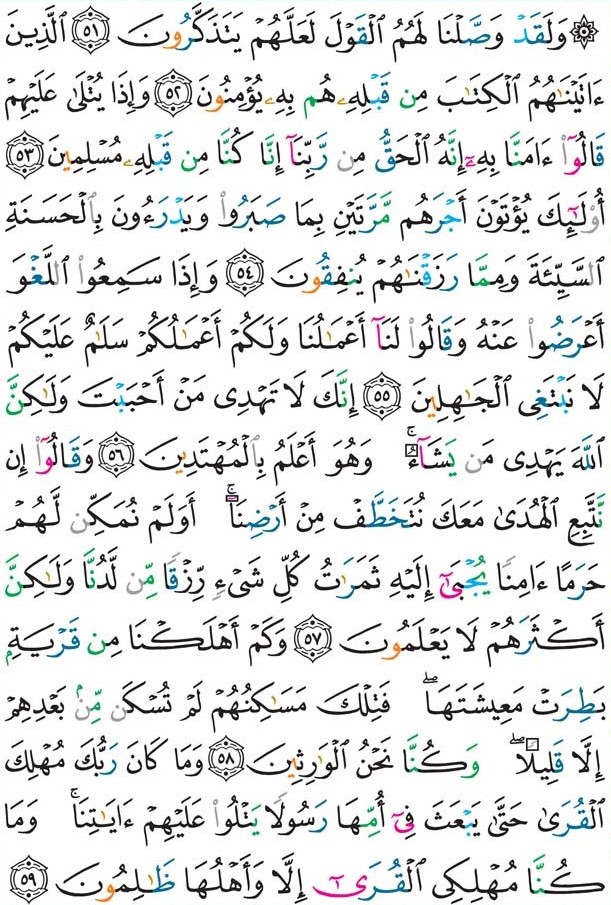 ۞ وَلَقَدۡ وَصَّلۡنَا لَهُمُ ٱلۡقَوۡلَ لَعَلَّهُمۡ يَتَذَكَّرُونَ ٥١ ٱلَّذِينَ
ءَاتَيۡنَٰهُمُ ٱلۡكِتَٰبَ مِن قَبۡلِهِۦ هُم بِهِۦ يُؤۡمِنُونَ ٥٢ وَإِذَا يُتۡلَىٰ عَلَيۡهِمۡ
قَالُوٓاْ ءَامَنَّا بِهِۦٓ إِنَّهُ ٱلۡحَقُّ مِن رَّبِّنَآ إِنَّا كُنَّا مِن قَبۡلِهِۦ مُسۡلِمِينَ ٥٣
أُوْلَٰٓئِكَ يُؤۡتَوۡنَ أَجۡرَهُم مَّرَّتَيۡنِ بِمَا صَبَرُواْ وَيَدۡرَءُونَ بِٱلۡحَسَنَةِ
ٱلسَّيِّئَةَ وَمِمَّا رَزَقۡنَٰهُمۡ يُنفِقُونَ ٥٤ وَإِذَا سَمِعُواْ ٱللَّغۡوَ
أَعۡرَضُواْ عَنۡهُ وَقَالُواْ لَنَآ أَعۡمَٰلُنَا وَلَكُمۡ أَعۡمَٰلُكُمۡ سَلَٰمٌ عَلَيۡكُمۡ
لَا نَبۡتَغِي ٱلۡجَٰهِلِينَ ٥٥ إِنَّكَ لَا تَهۡدِي مَنۡ أَحۡبَبۡتَ وَلَٰكِنَّ
ٱللَّهَ يَهۡدِي مَن يَشَآءُۚ وَهُوَ أَعۡلَمُ بِٱلۡمُهۡتَدِينَ ٥٦ وَقَالُوٓاْ إِن
نَّتَّبِعِ ٱلۡهُدَىٰ مَعَكَ نُتَخَطَّفۡ مِنۡ أَرۡضِنَآۚ أَوَلَمۡ نُمَكِّن لَّهُمۡ
حَرَمًا ءَامِنٗا يُجۡبَىٰٓ إِلَيۡهِ ثَمَرَٰتُ كُلِّ شَيۡءٖ رِّزۡقٗا مِّن لَّدُنَّا وَلَٰكِنَّ
أَكۡثَرَهُمۡ لَا يَعۡلَمُونَ ٥٧ وَكَمۡ أَهۡلَكۡنَا مِن قَرۡيَةِۭ
بَطِرَتۡ مَعِيشَتَهَاۖ فَتِلۡكَ مَسَٰكِنُهُمۡ لَمۡ تُسۡكَن مِّنۢ بَعۡدِهِمۡ
إِلَّا قَلِيلٗاۖ وَكُنَّا نَحۡنُ ٱلۡوَٰرِثِينَ ٥٨ وَمَا كَانَ رَبُّكَ مُهۡلِكَ
ٱلۡقُرَىٰ حَتَّىٰ يَبۡعَثَ فِيٓ أُمِّهَا رَسُولٗا يَتۡلُواْ عَلَيۡهِمۡ ءَايَٰتِنَاۚ وَمَا
كُنَّا مُهۡلِكِي ٱلۡقُرَىٰٓ إِلَّا وَأَهۡلُهَا ظَٰلِمُونَ ٥٩